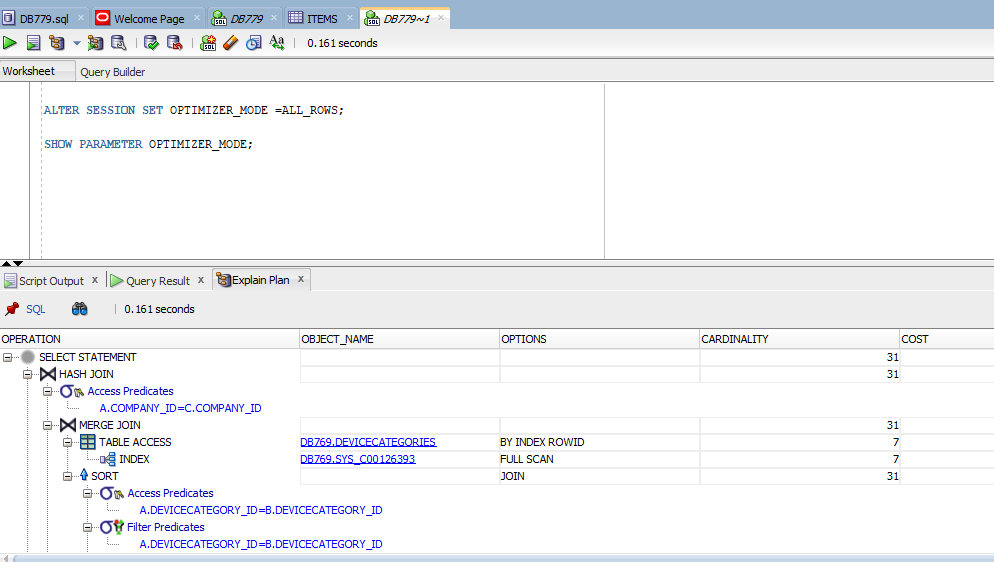 DB779.sql Welcome Page DB779 ITEMS DB779~1
0.161 seconds
Worksheet Query Builder
ALTER SESSION SET OPTIMIZER_MODE =ALL_ROWS;
SHOW PARAMETER OPTIMIZER_MODE;
Script Output x Query Result x Explain Plan x
SQL 0.161 seconds
OPERATION OBJECT_NAME OPTIONS CARDINALITY COST
SELECT STATEMENT 31
HASH JOIN 31
Access Predicates
A.COMPANY_ID=C.COMPANY_ID
MERGE JOIN 31
TABLE ACCESS DB769.DEVICECATEGORIES BY INDEX ROWID 7
INDEX DB769.SYS_C00126393 FULL SCAN 7
SORT JOIN 31
Access Predicates
A.DEVICECATEGORY_ID=B.DEVICECATEGORY_ID
Filter Predicates
A.DEVICECATEGORY_ID=B.DEVICECATEGORY_ID